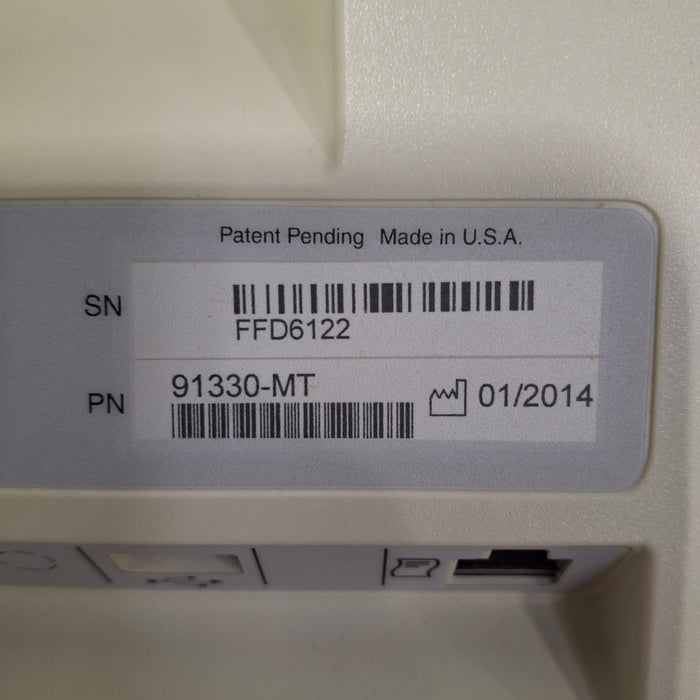 Patent Pending Made in U.S.A.
SN
FFD6122
PN 91330-MT 01/2014